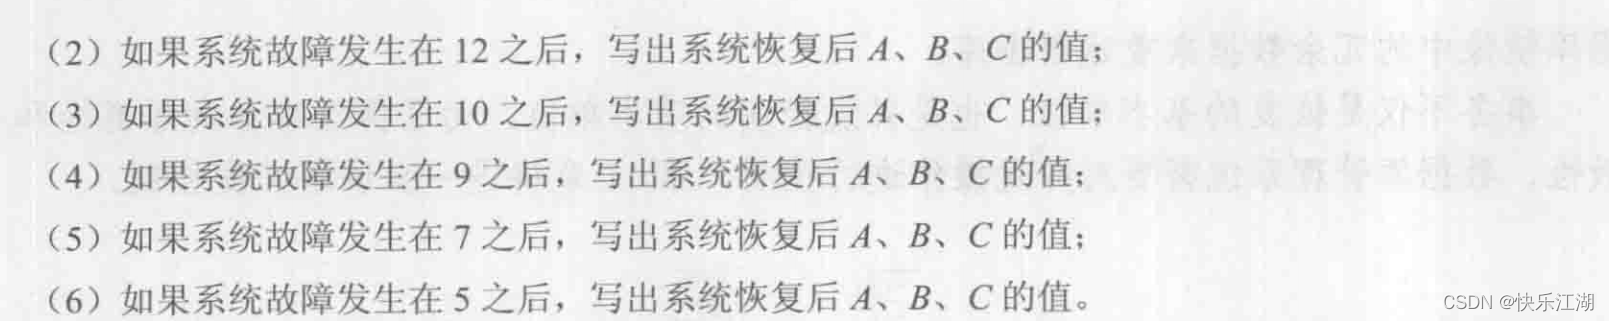 （2）如果系统故障发生在 12 之后，写出系统恢复后 A、B、C 的值；
（3）如果系统故障发生在 10 之后，写出系统恢复后 A、B、C 的值；
（4）如果系统故障发生在 9 之后，写出系统恢复后 A、B、C 的值；
（5）如果系统故障发生在 7 之后，写出系统恢复后 A、B、C 的值；
（6）如果系统故障发生在 5 之后，写出系统恢复后 A、B、C 的值。
CSDN @快乐江湖